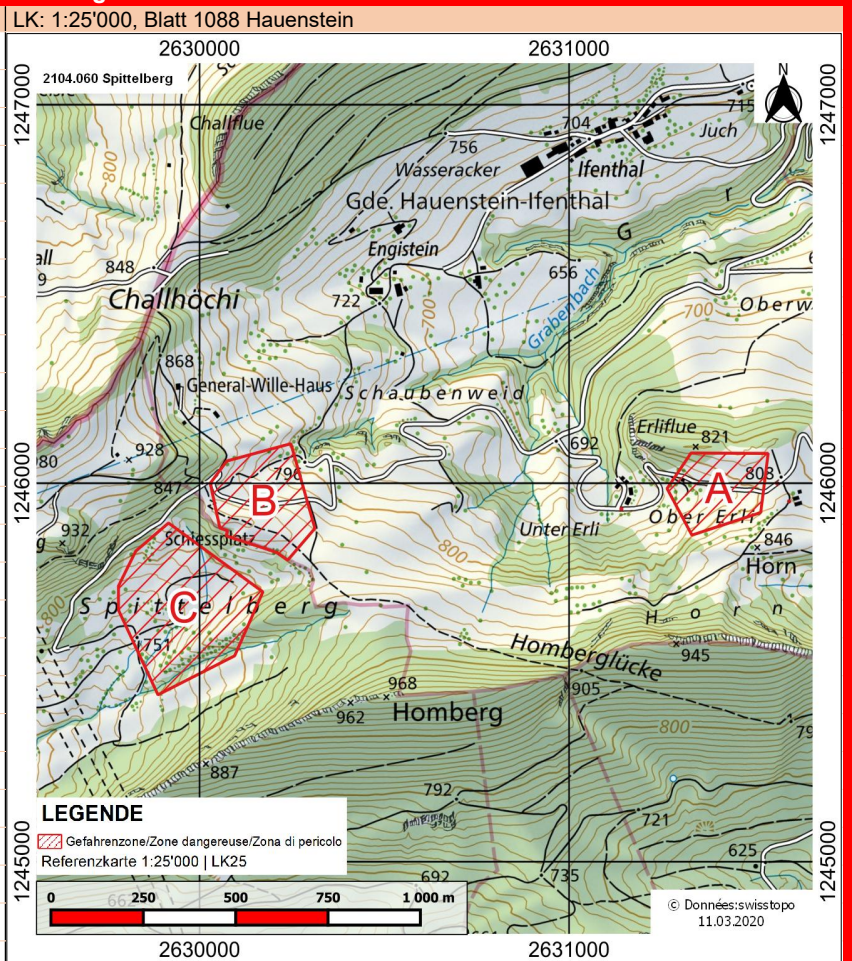 LK: 1:25'000, Blatt 1088 Hauenstein
2630000
2631000
2104.060 Spittelberg
N
1247000
1247000
715
Challflue
704
Juch
756
800
Wasseracker
Ifenthal
Gde. Hauenstein-Ifenthal
G r
Engistein
848
656
722
Challhöchi
700
Grabenbach
700
Oberw
868
General-Wille-Haus
Schaubenweid
Erliflue
821
928
692
80
796
803
1246000
847
B
A
1246000
932
Schiessplatz
Unter Erli
Ober Erli
800
846
Horn
Spittelberg
C
800
Horn
751
Homberglücke
945
968
905
962
Homberg
800
79
887
792
LEGENDE
721
Gefahrenzone/Zone dangereuse/Zona di pericolo
Referenzkarte 1:25'000 | LK25
625
1245000
692
735
1245000
0 250 500 750 1 000 m
662
© Données:swisstopo
11.03.2020
2630000
2631000